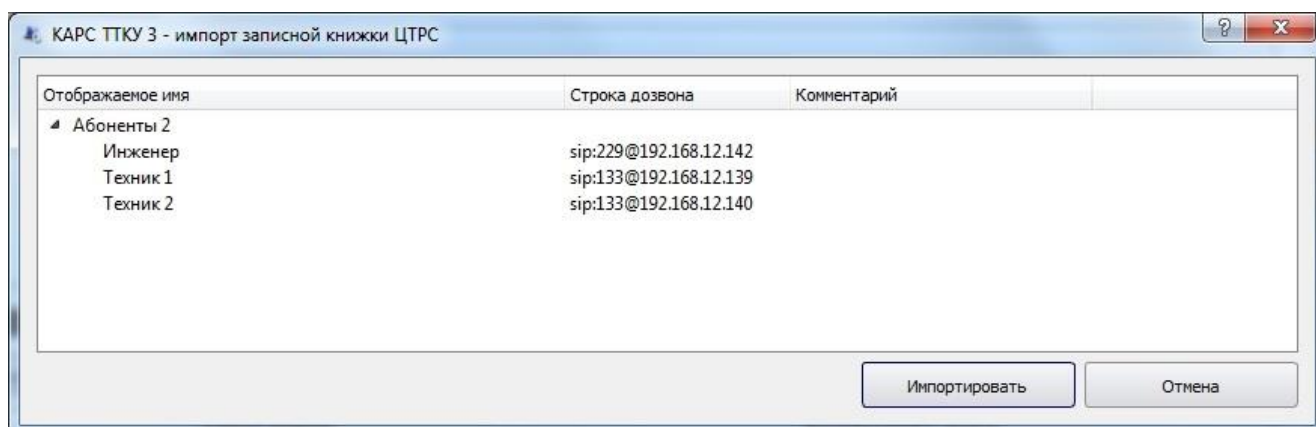 КАРС ТТКУ 3 - импорт записной книжки ЦТРС
Отображаемое имя Строка дозвона Комментарий
Абоненты 2
Инженер sip:229@192.168.12.142
Техник 1 sip:133@192.168.12.139
Техник 2 sip:133@192.168.12.140
Импортировать Отмена